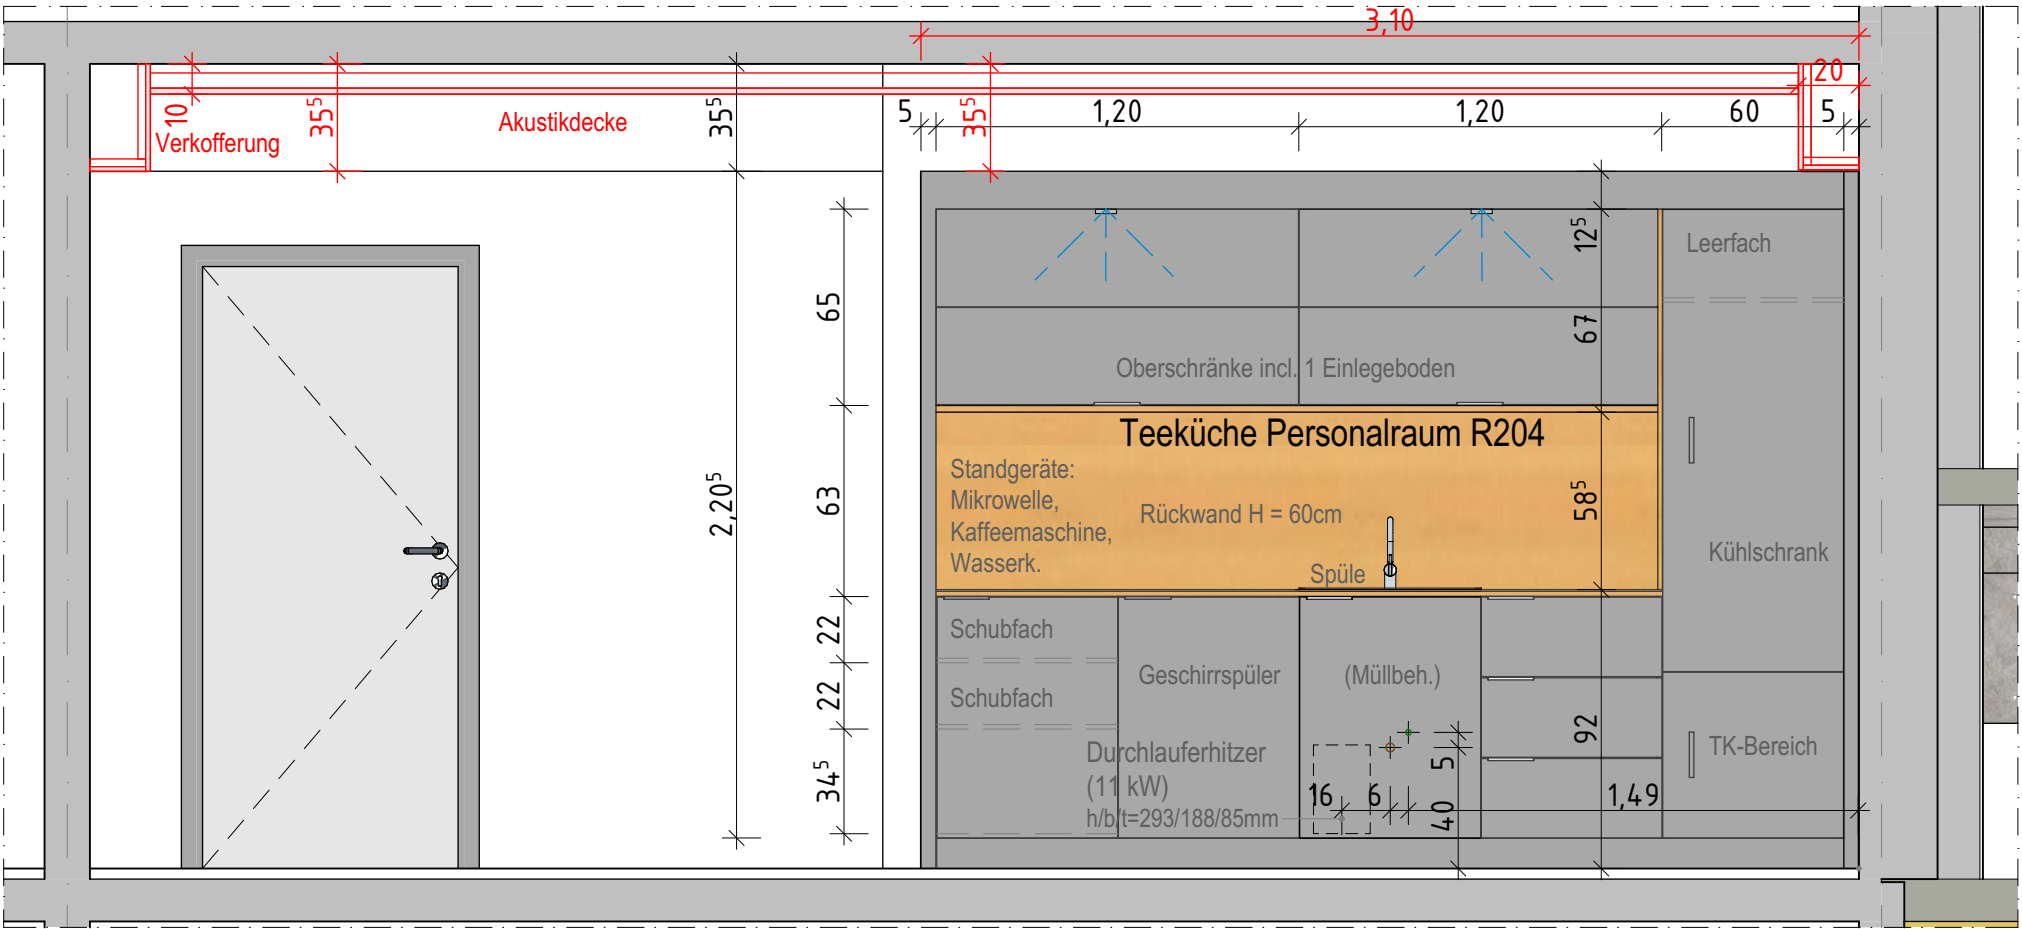 3,10
20
10
35⁵
Verkofferung
Akustikdecke
35⁵
5
35⁵
1,20
1,20
60
5
12⁵
Leerfach
65
67
Oberschränke incl. 1 Einlegeboden
Teeküche Personalraum R204
Standgeräte:
Mikrowelle,
Kaffeemaschine,
Wasserk.
Rückwand H = 60cm
58⁵
63
2,20⁵
Kühlschrank
Spüle
22
Schubfach
Geschirrspüler
(Müllbeh.)
22
Schubfach
92
TK-Bereich
Durchlauferhitzer
(11 kW)
h/b/t=293/188/85mm
34⁵
16
6
5
40
1,49